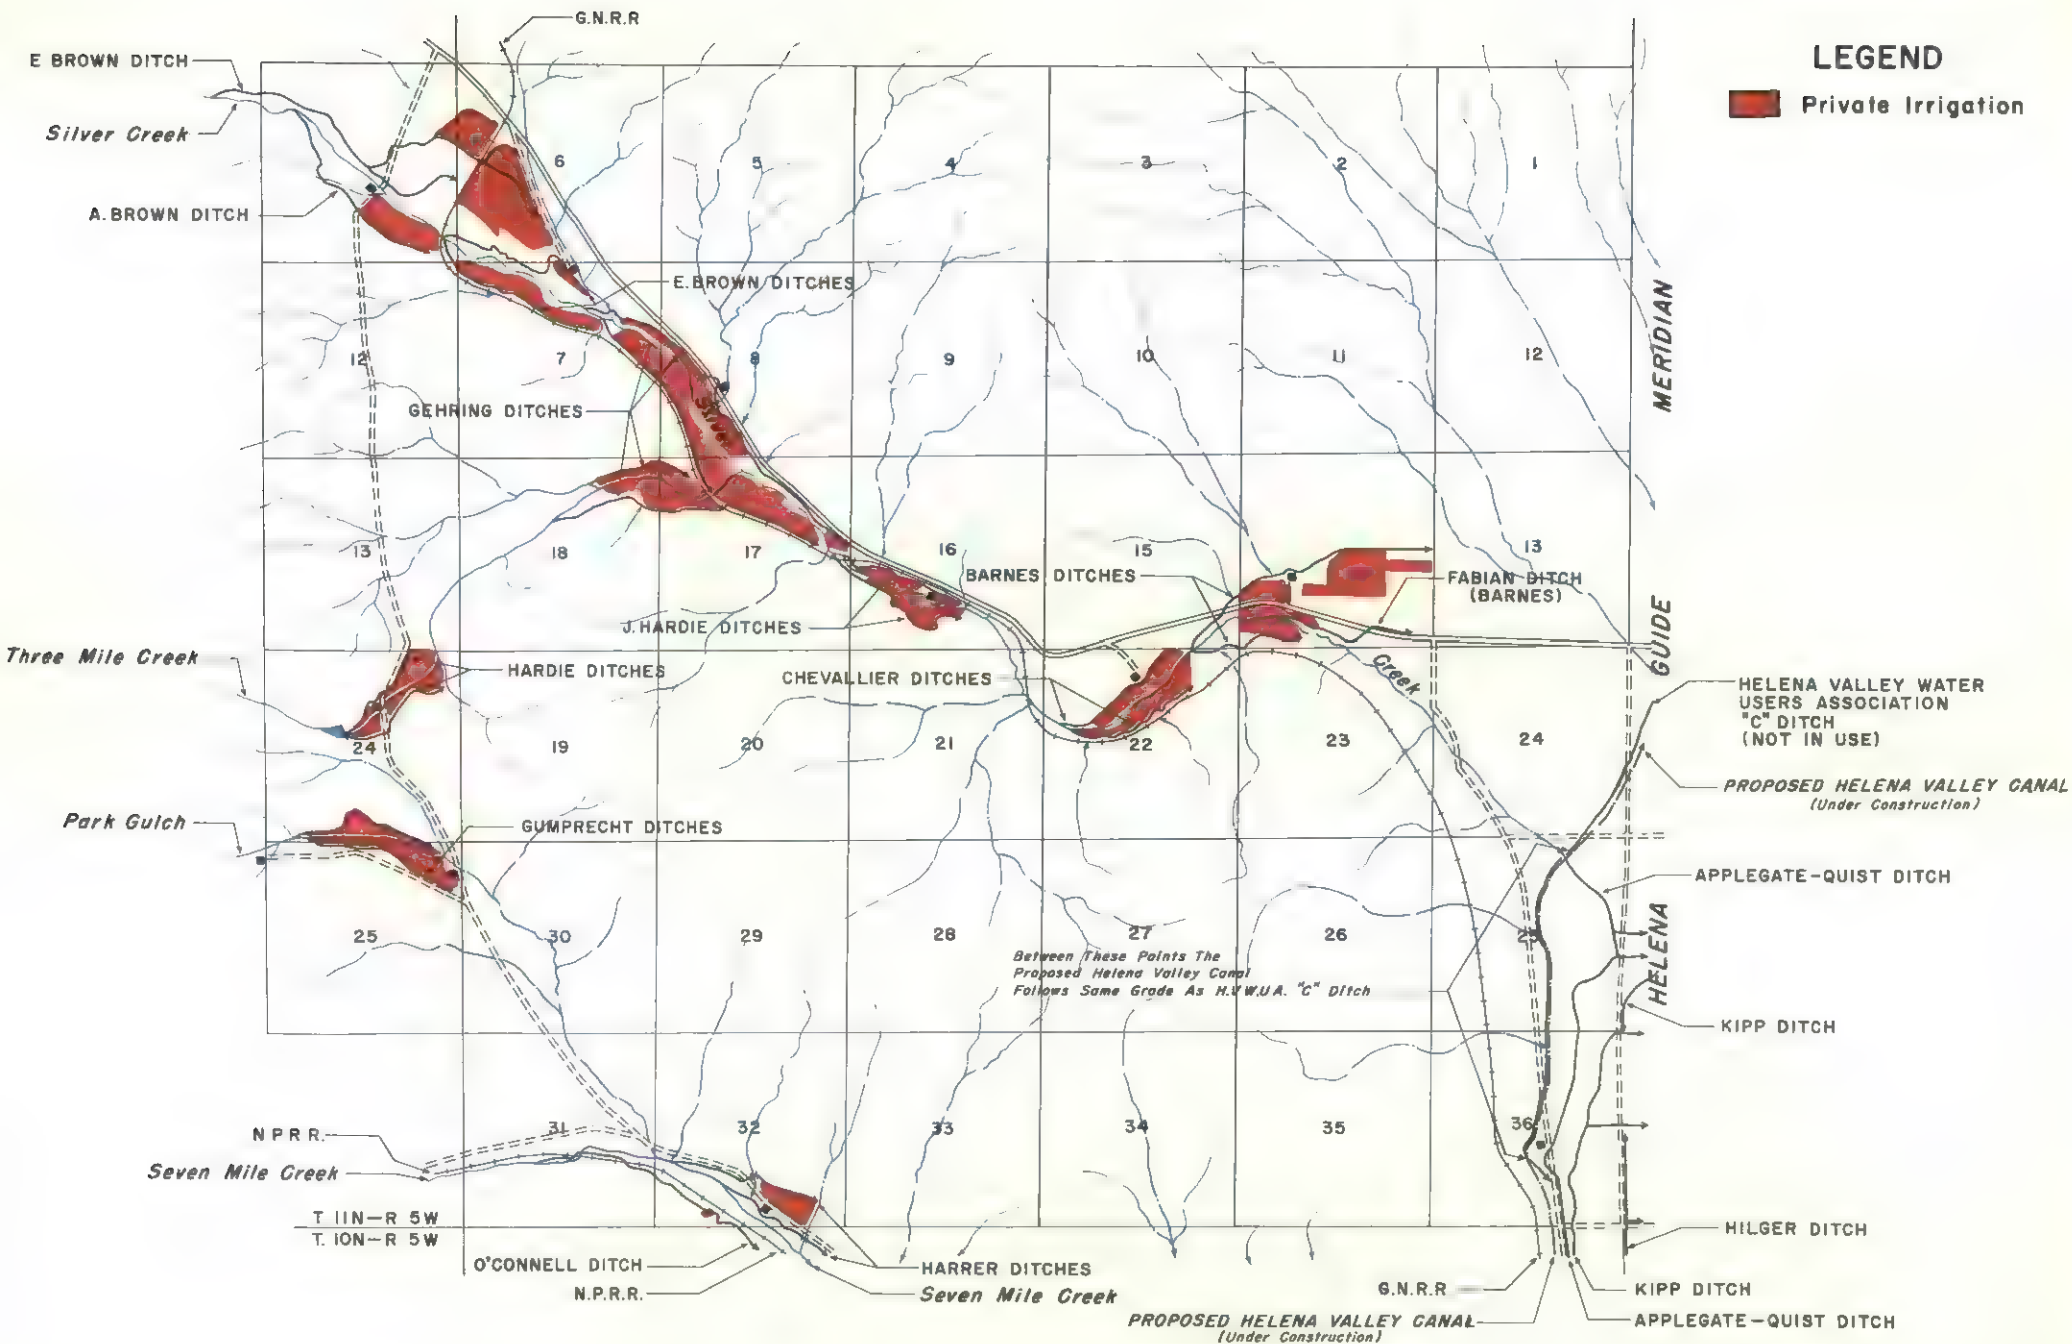 G.N.R.R
LEGEND
Private Irrigation
E BROWN DITCH
Silver Creek
A. BROWN DITCH
6
5
4
3
2
1
E. BROWN DITCHES
MERIDIAN
12
7
8
9
10
11
12
GEHRING DITCHES
Silver
13
18
17
16
15
13
BARNES DITCHES
FABIAN DITCH
(BARNES)
J. HARDIE DITCHES
GUIDE
Three Mile Creek
HARDIE DITCHES
CHEVALLIER DITCHES
Creek
HELENA VALLEY WATER
USERS ASSOCIATION
"C" DITCH
(NOT IN USE)
24
19
20
21
22
23
24
PROPOSED HELENA VALLEY CANAL
(Under Construction)
Park Gulch
GUMPRECHT DITCHES
APPLEGATE-QUIST DITCH
25
30
29
28
27
26
25
HELENA
Between These Points The
Proposed Helena Valley Canal
Follows Same Grade As H.V.W.U.A. "C" Ditch
KIPP DITCH
31
32
33
34
35
36
N P R R.
Seven Mile Creek
T. 11N-R 5W
T. 10N-R 5W
HILGER DITCH
O'CONNELL DITCH
HARRER DITCHES
N.P.R.R.
Seven Mile Creek
G.N.R.R
KIPP DITCH
PROPOSED HELENA VALLEY CANAL
(Under Construction)
APPLEGATE-QUIST DITCH